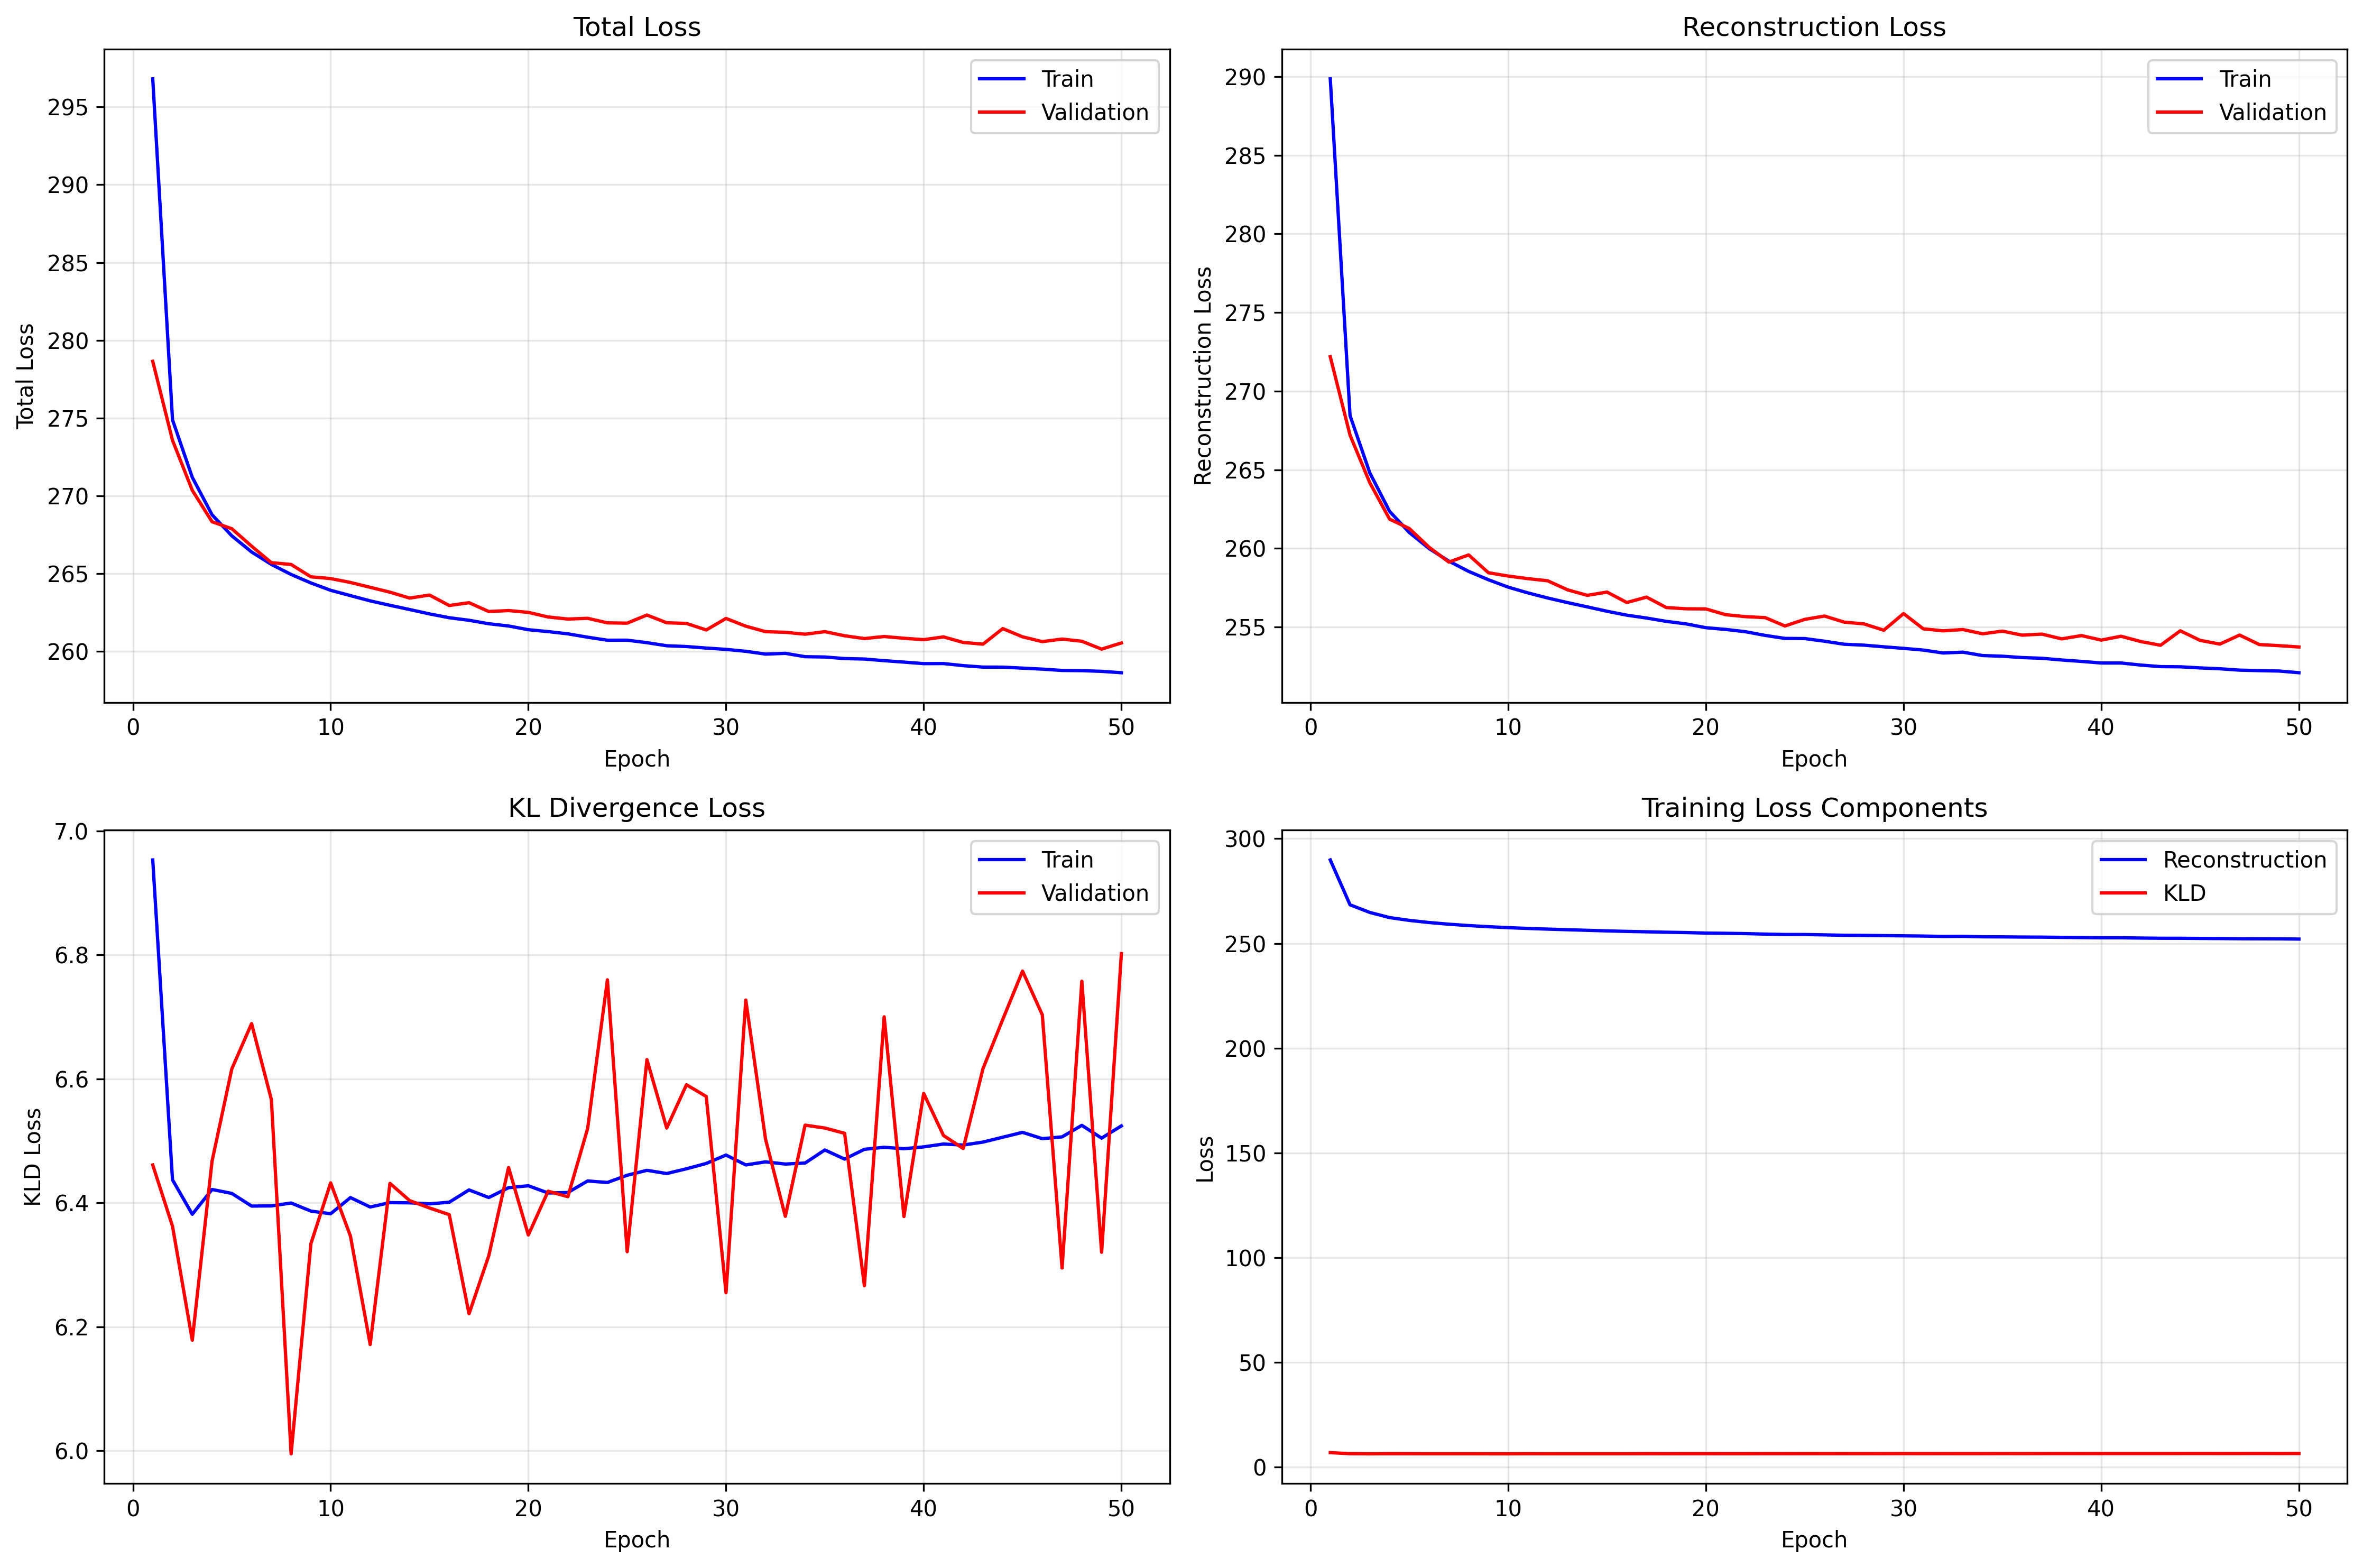 Total Loss
Total Loss
295
290
285
280
275
270
265
260
0 10 20 30 40 50
Epoch
Train
Validation
Reconstruction Loss
Reconstruction Loss
290
285
280
275
270
265
260
255
0 10 20 30 40 50
Epoch
Train
Validation
KL Divergence Loss
KLD Loss
7.0
6.8
6.6
6.4
6.2
6.0
0 10 20 30 40 50
Epoch
Train
Validation
Training Loss Components
Loss
300
250
200
150
100
50
0
0 10 20 30 40 50
Epoch
Reconstruction
KLD